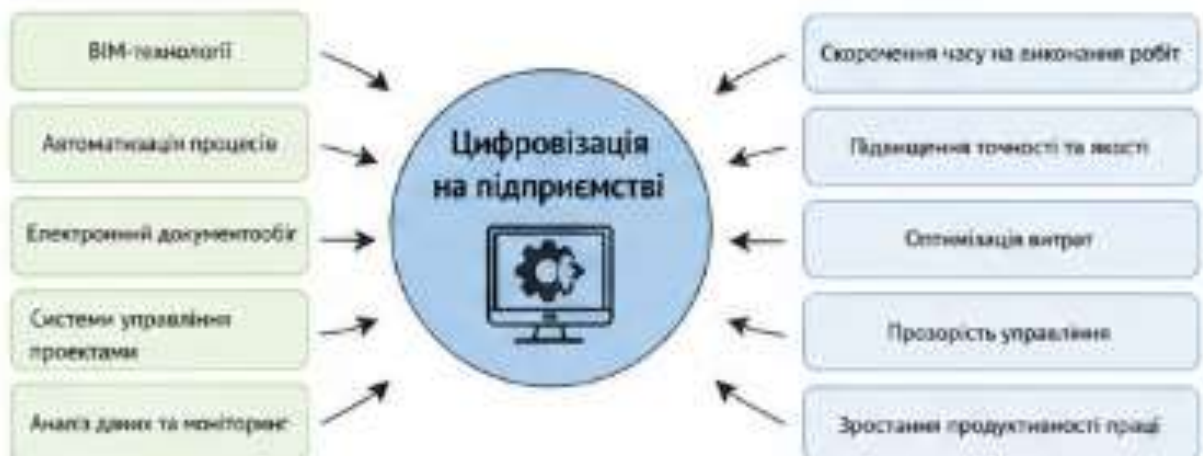 BIM-технології
Автоматизація процесів
Електронний документообіг
Системи управління
проектами
Аналіз даних та моніторинг
Цифровізація
на підприємстві
Скорочення часу на виконання робіт
Підвищення точності та якості
Оптимізація витрат
Прозорість управління
Зростання продуктивності праці